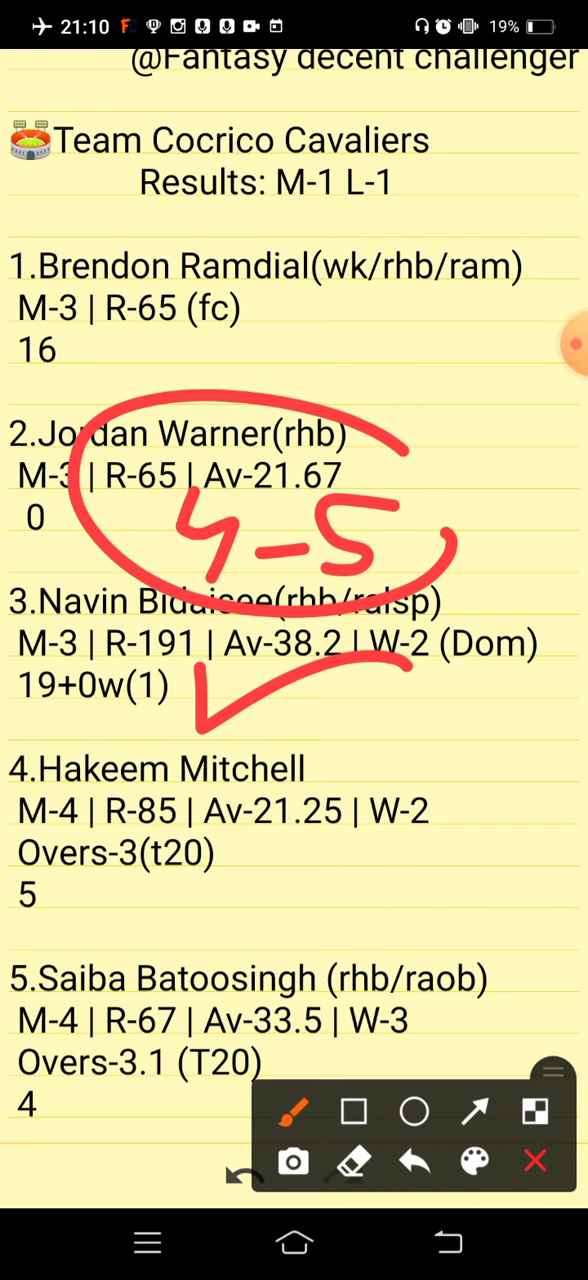 21:10
19%
@Fantasy decent challenger
Team Cocrico Cavaliers
Results: M-1 L-1
1.Brendon Ramdial(wk/rhb/ram)
M-3 | R-65 (fc)
16
2.Jordan Warner(rhb)
M-3 | R-65 | Av-21.67
0
4-5
3.Navin Bidaisee(rhb/ralsp)
M-3 | R-191 | Av-38.2 | W-2 (Dom)
19+0w(1)
4.Hakeem Mitchell
M-4 | R-85 | Av-21.25 | W-2
Overs-3(t20)
5
5.Saiba Batoosingh (rhb/raob)
M-4 | R-67 | Av-33.5 | W-3
Overs-3.1 (T20)
4